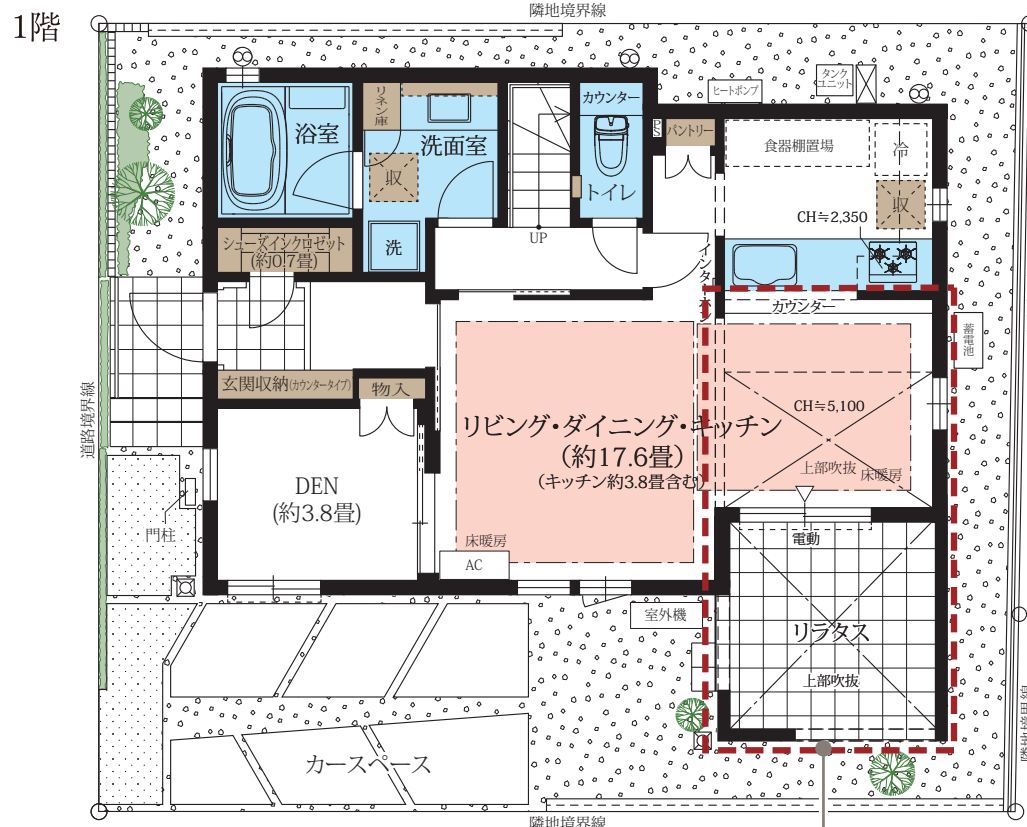 1階
隣地境界線
浴室
リネン庫
洗面室
収
洗
シューズインクロゼット
(約0.7畳)
UP
カウンター
トイレ
PS
パントリー
ヒートポンプ
タンク
ユニット
食器棚置場
冷
収
CH≒2,350
インターホン
カウンター
蓄電池
玄関収納(カウンタータイプ)
物入
道路境界線
リビング・ダイニング・キッチン
(約17.6畳)
(キッチン約3.8畳含む)
CH≒5,100
上部吹抜
床暖房
DEN
(約3.8畳)
門柱
床暖房
AC
電動
室外機
リラタス
上部吹抜
カースペース
隣地境界線
隣地境界線